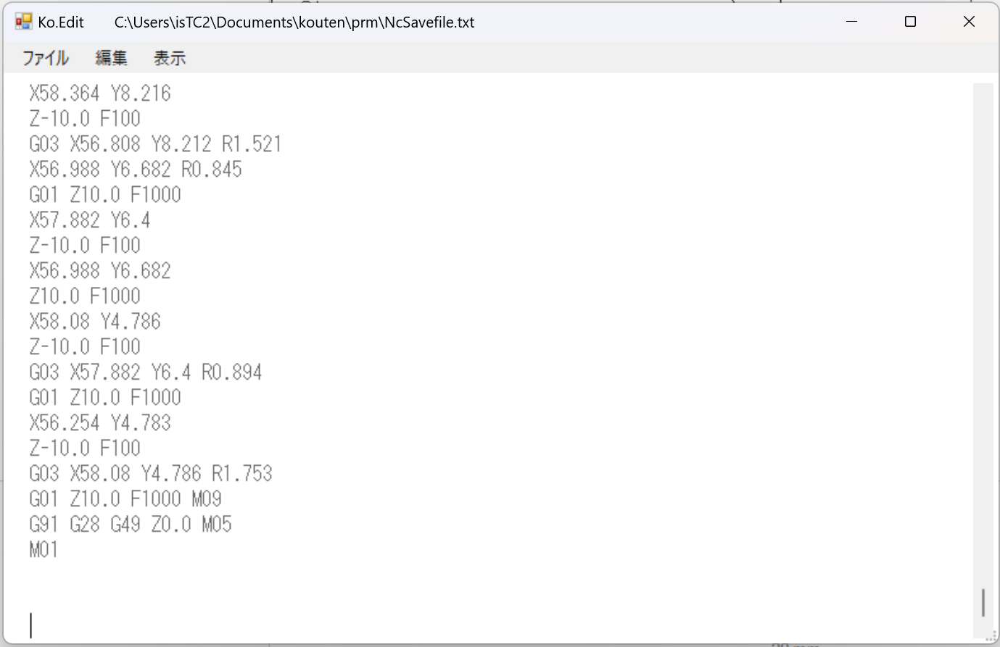 Ko.Edit C:\Users\isTC2\Documents\kouten\prm\NcSavefile.txt
ファイル 編集 表示
X58.364 Y8.216
Z-10.0 F100
G03 X56.808 Y8.212 R1.521
X56.988 Y6.682 R0.845
G01 Z10.0 F1000
X57.882 Y6.4
Z-10.0 F100
X56.988 Y6.682
Z10.0 F1000
X58.08 Y4.786
Z-10.0 F100
G03 X57.882 Y6.4 R0.894
G01 Z10.0 F1000
X56.254 Y4.783
Z-10.0 F100
G03 X58.08 Y4.786 R1.753
G01 Z10.0 F1000 M09
G91 G28 G49 Z0.0 M05
M01